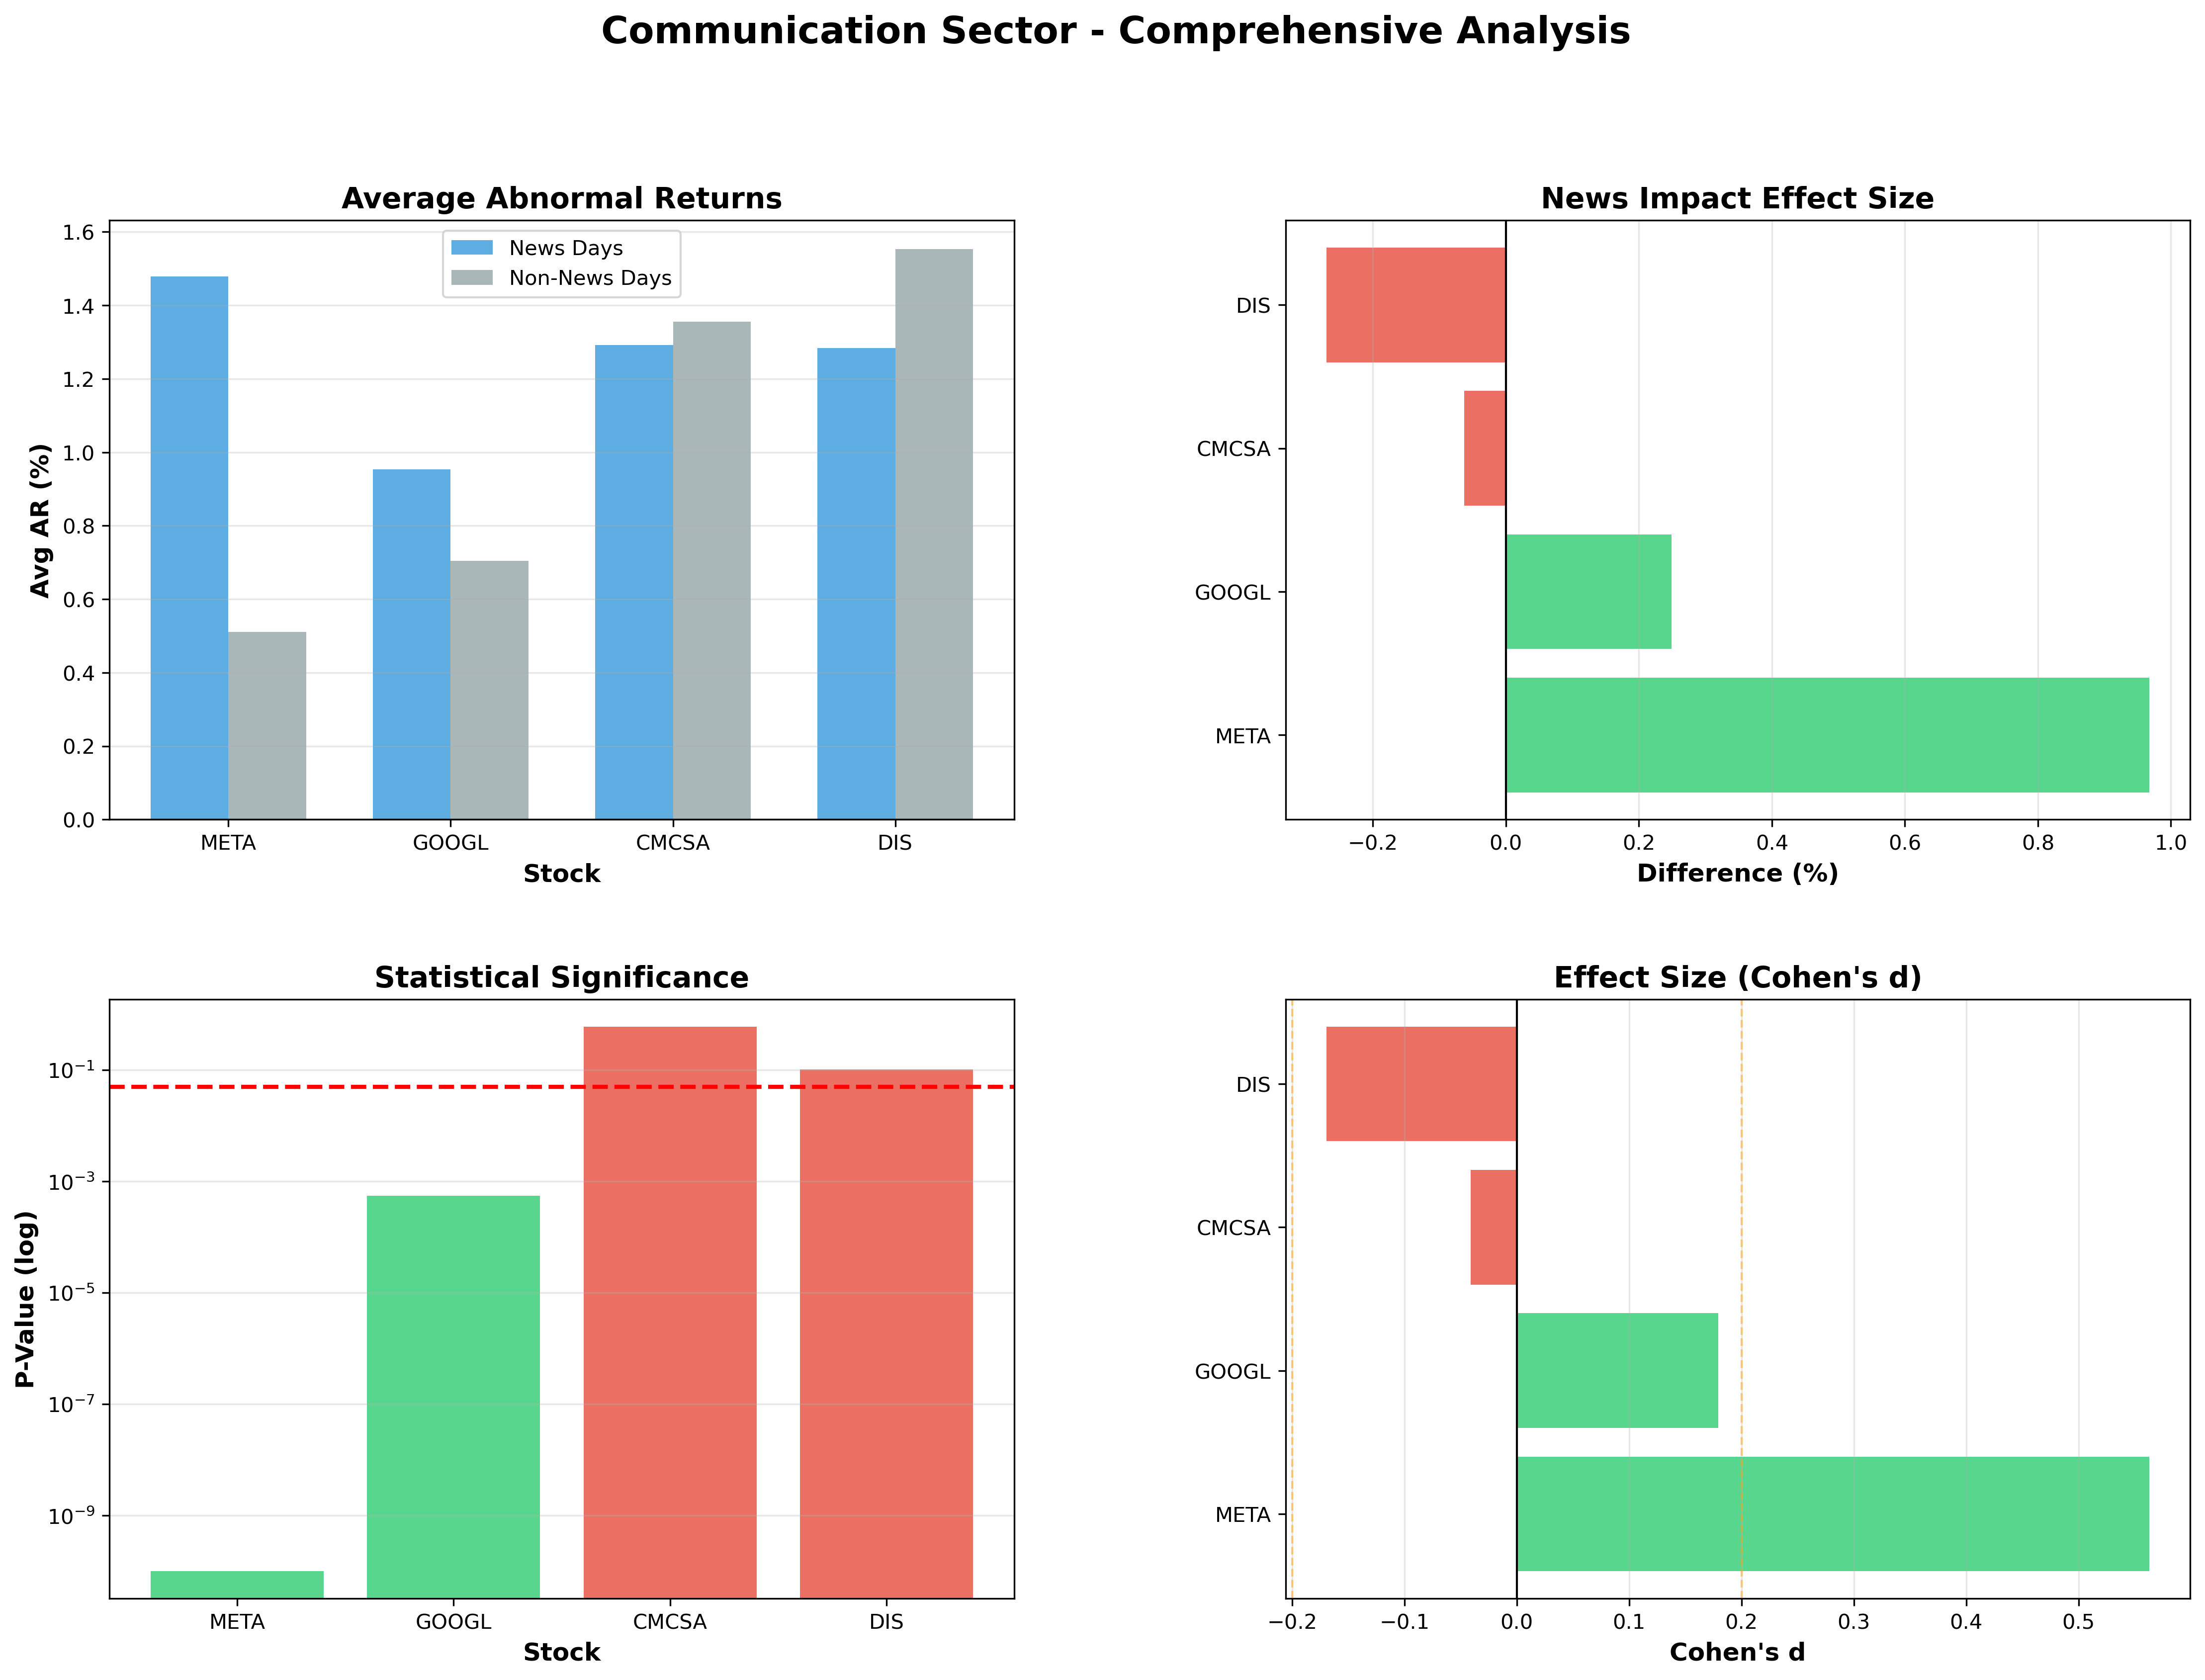 Communication Sector - Comprehensive Analysis
Average Abnormal Returns
News Days
Non-News Days
1.6
1.4
1.2
1.0
0.8
0.6
0.4
0.2
0.0
Avg AR (%)
META GOOGL CMCSA DIS
Stock
News Impact Effect Size
DIS
CMCSA
GOOGL
META
−0.2 0.0 0.2 0.4 0.6 0.8 1.0
Difference (%)
Statistical Significance
10⁻¹
10⁻³
10⁻⁵
10⁻⁷
10⁻⁹
P-Value (log)
META GOOGL CMCSA DIS
Stock
Effect Size (Cohen's d)
DIS
CMCSA
GOOGL
META
−0.2 −0.1 0.0 0.1 0.2 0.3 0.4 0.5
Cohen's d